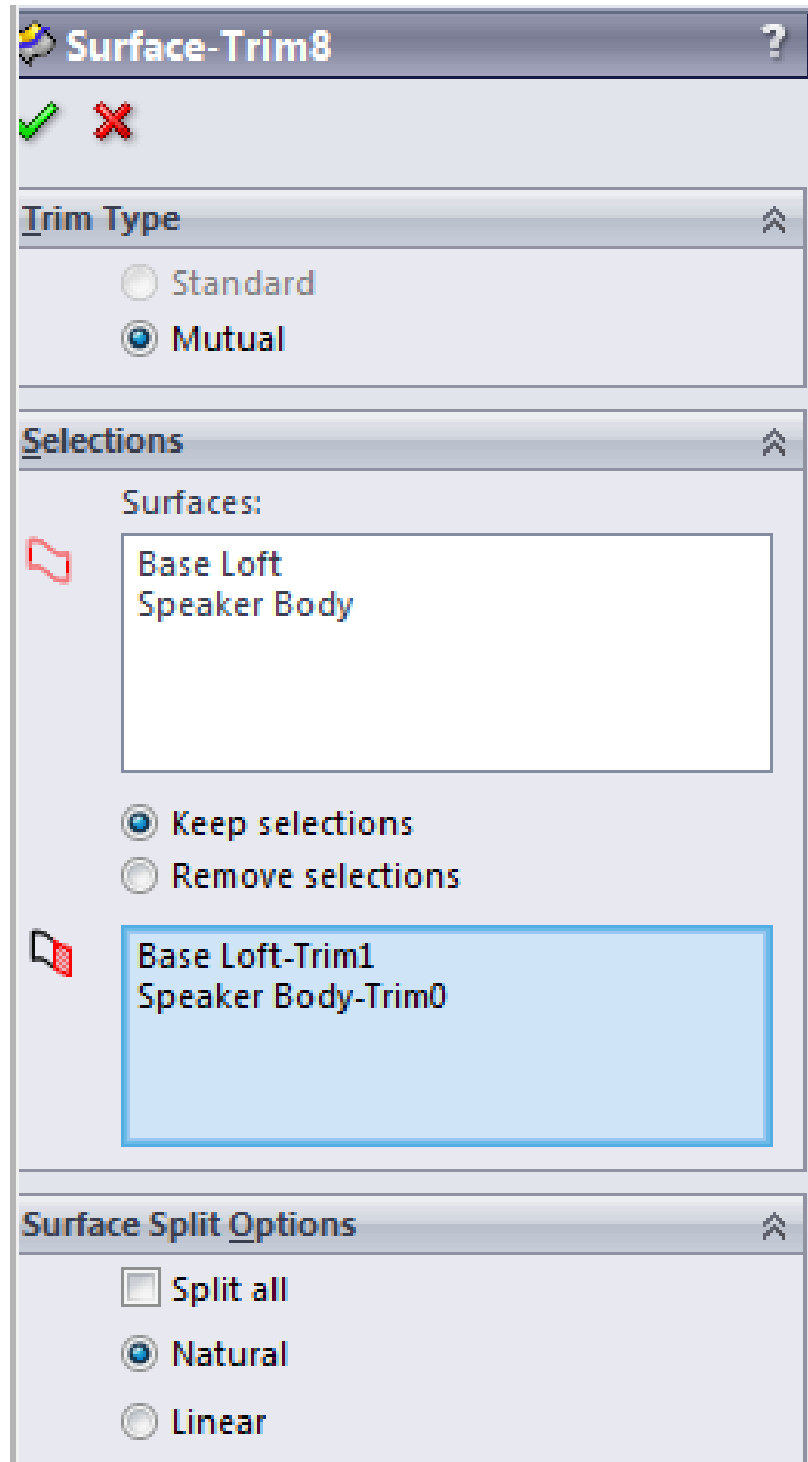 Surface-Trim8 ?
Trim Type
Standard
Mutual
Selections
Surfaces:
Base Loft
Speaker Body
Keep selections
Remove selections
Base Loft-Trim1
Speaker Body-Trim0
Surface Split Options
Split all
Natural
Linear